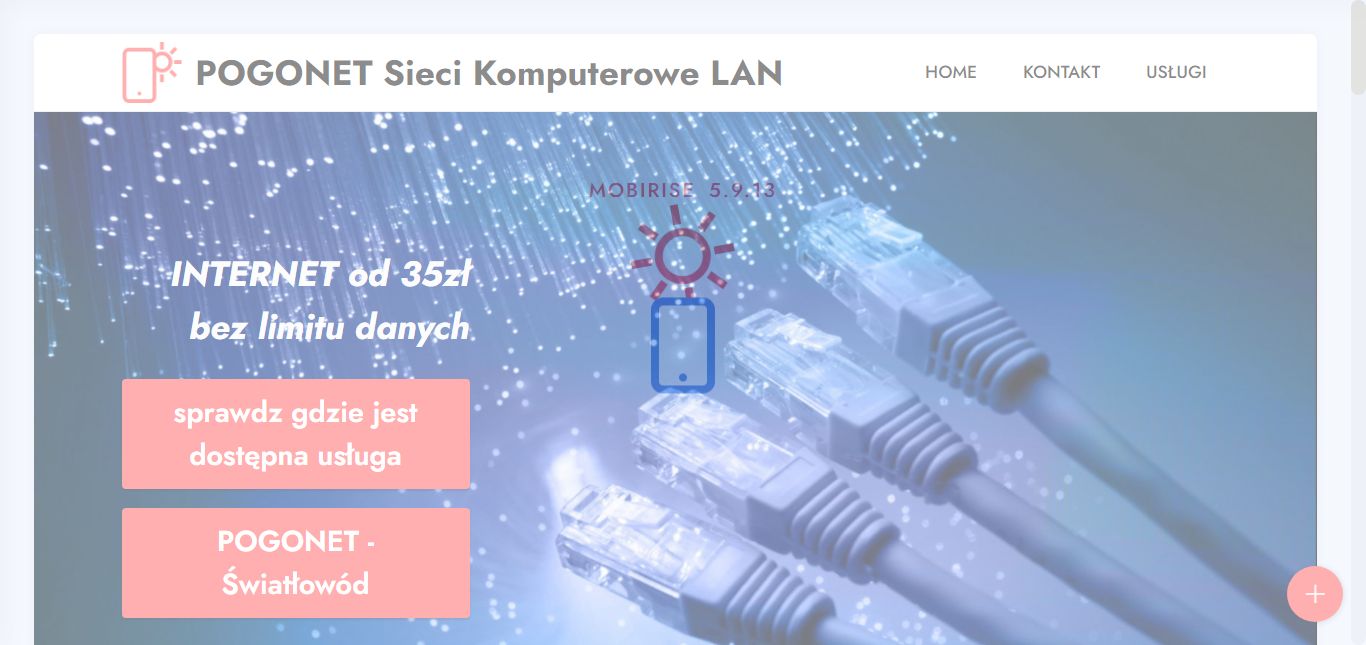 POGONET Sieci Komputerowe LAN
HOME
KONTAKT
USŁUGI
MOBIRISE 5.9.13
INTERNET od 35zł
bez limitu danych
sprawdz gdzie jest
dostępna usługa
POGONET -
Światłowód